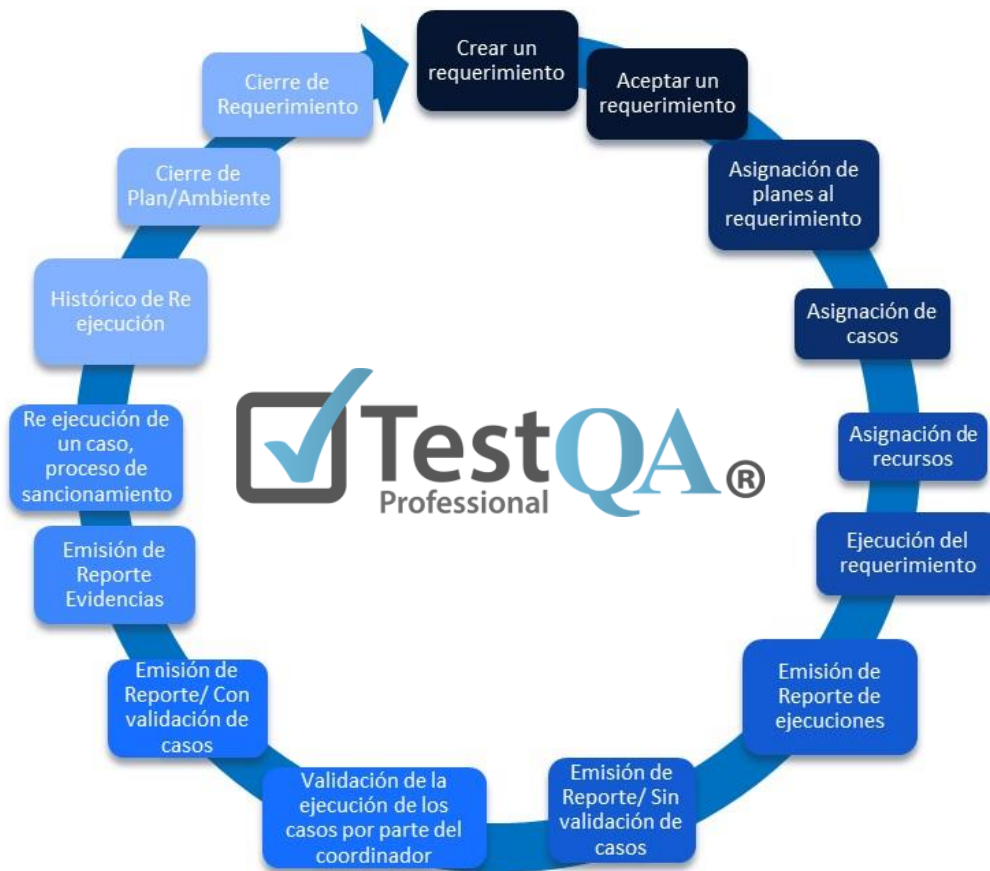 Crear un
requerimiento
Aceptar un
requerimiento
Asignación de
planes al
requerimiento
Asignación de
casos
Asignación de
recursos
Ejecución del
requerimiento
Emisión de
Reporte de
ejecuciones
Emisión de
Reporte/ Sin
validación de
casos
Validación de la
ejecución de los
casos por parte del
coordinador
Emisión de
Reporte/ Con
validación de
casos
Emisión de
Reporte
Evidencias
Re ejecución de
un caso,
proceso de
sancionamiento
Histórico de Re
ejecución
Cierre de
Plan/Ambiente
Cierre de
Requerimiento
TestQA®
Professional